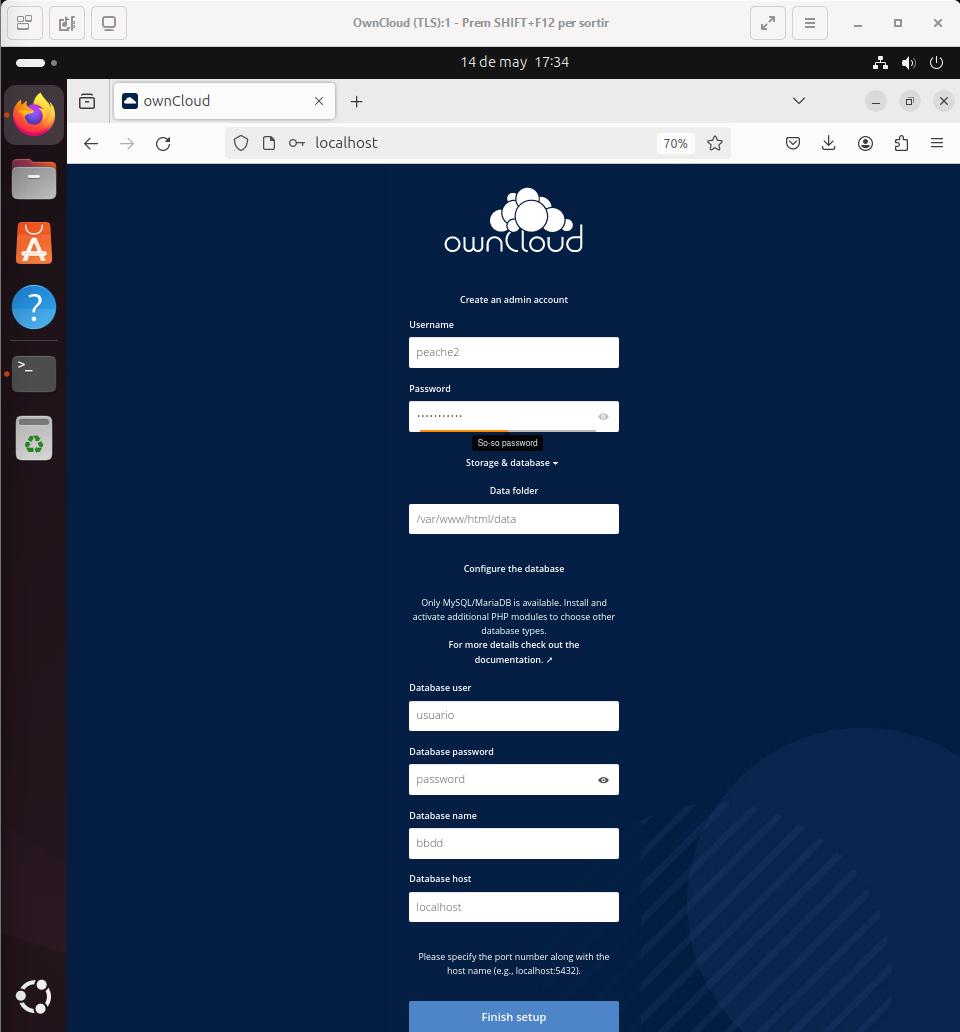 OwnCloud (TLS):1 - Prem SHIFT+F12 per sortir
14 de may 17:34
ownCloud
localhost
70%
ownCloud
Create an admin account
Username
peache2
Password
So-so password
Storage & database
Data folder
/var/www/html/data
Configure the database
Only MySQL/MariaDB is available. Install and
activate additional PHP modules to choose other
database types.
For more details check out the
documentation. ↗
Database user
usuario
Database password
password
Database name
bbdd
Database host
localhost
Please specify the port number along with the
host name (e.g., localhost:5432).
Finish setup